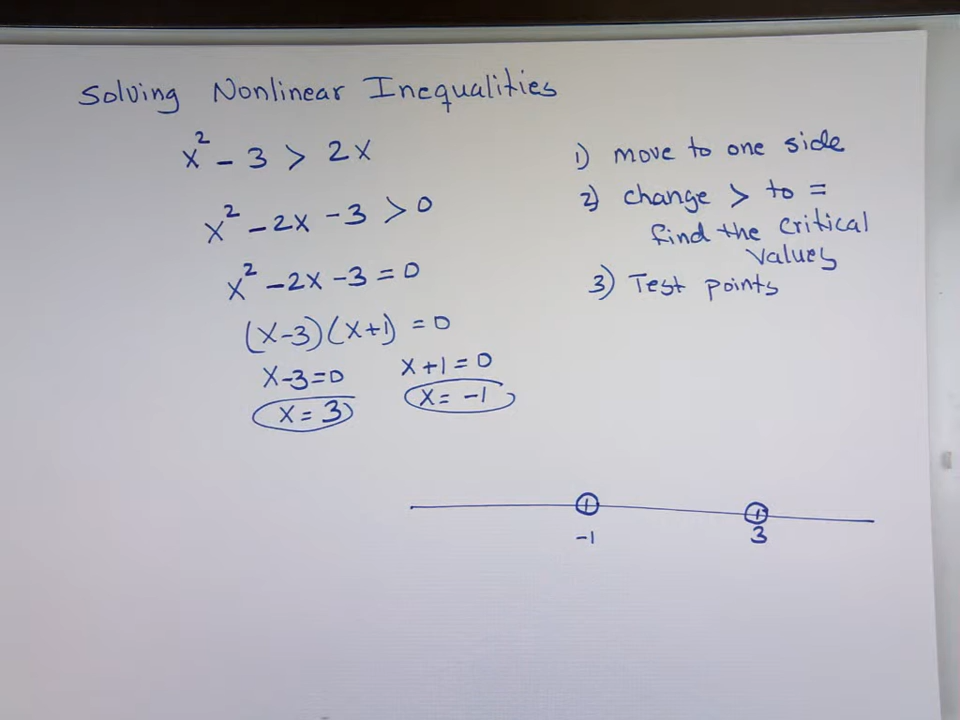 Solving Nonlinear Inequalities
x² - 3 > 2x
x² - 2x - 3 > 0
x² - 2x - 3 = 0
(x-3)(x+1) = 0
x-3=0 x+1=0
x=3 x=-1
1) move to one side
2) change > to =
find the critical
values
3) Test points
-1 3